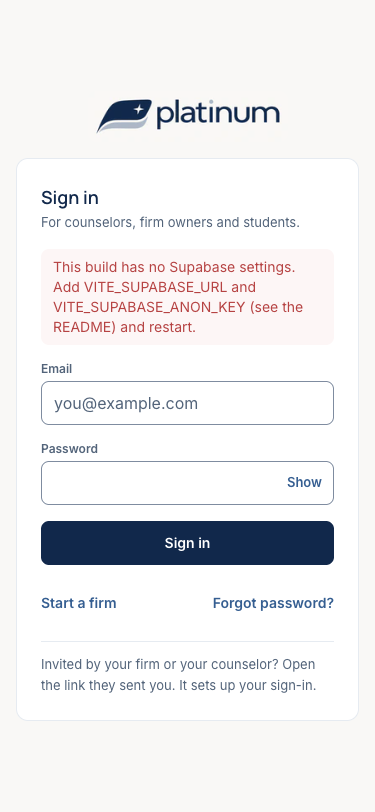 platinum
Sign in
For counselors, firm owners and students.
This build has no Supabase settings.
Add VITE_SUPABASE_URL and
VITE_SUPABASE_ANON_KEY (see the
README) and restart.
Email
you@example.com
Password
Show
Sign in
Start a firm
Forgot password?
Invited by your firm or your counselor? Open
the link they sent you. It sets up your sign-in.